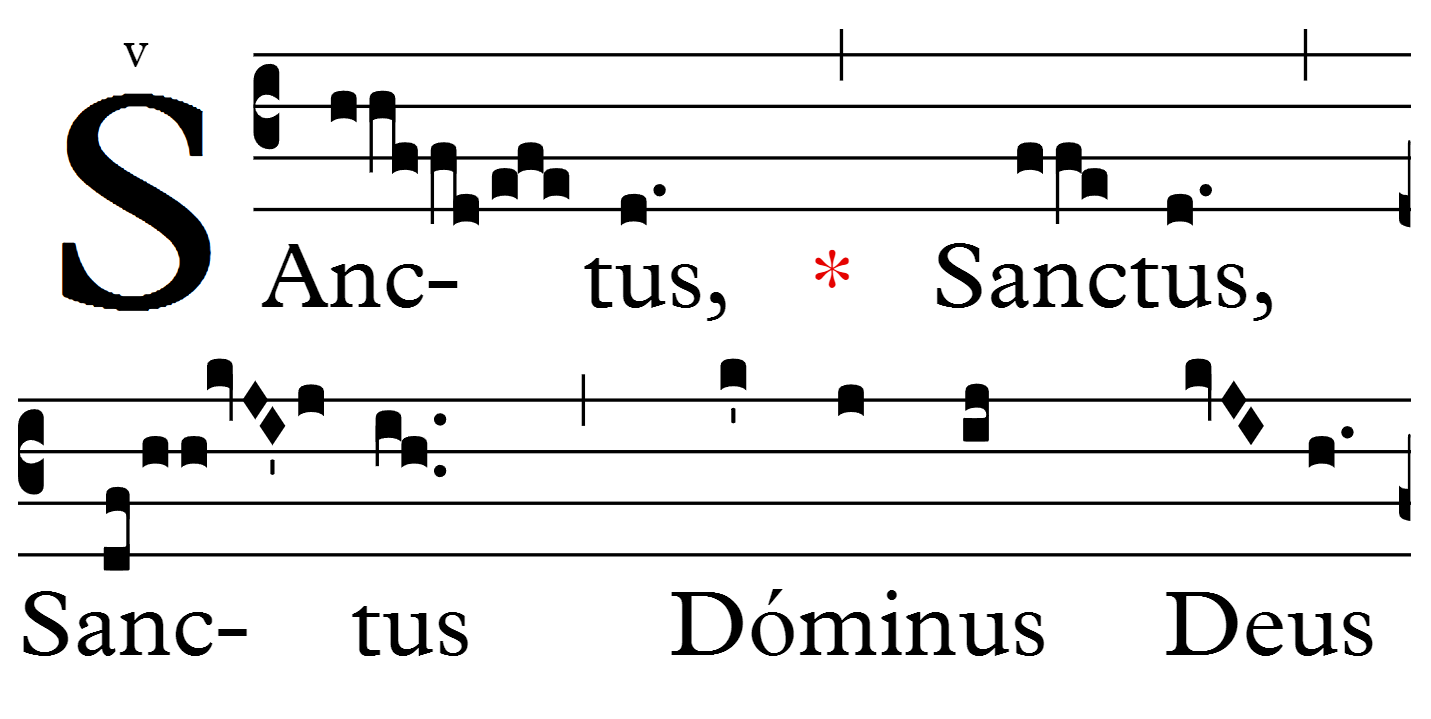 v
SAnc- tus, * Sanctus,
Sanc- tus Dóminus Deus